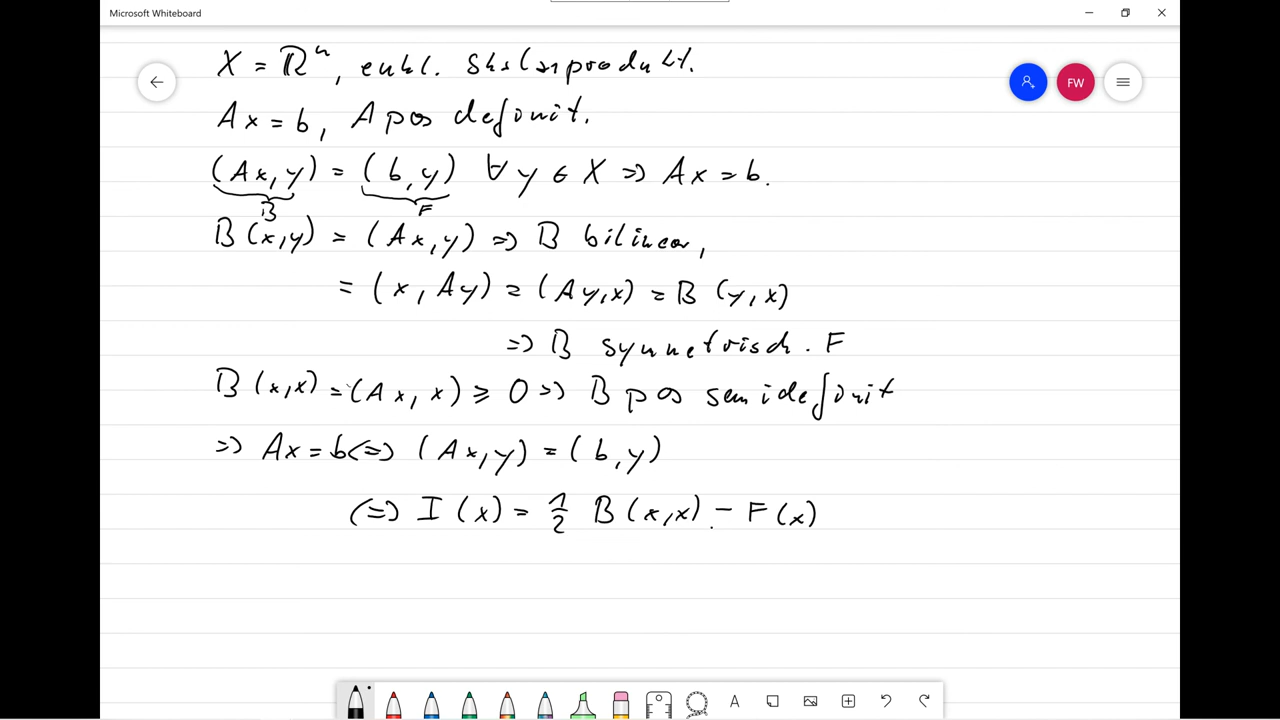 Microsoft Whiteboard
FW
X = ℝⁿ, eukl. Skalarprodukt.
Ax = b, A pos definit.
(Ax, y) = (b, y) ∀ y ∈ X ⇒ Ax = b.
B F
B(x,y) = (Ax, y) ⇒ B bilinear,
= (x, Ay) = (Ay, x) = B (y, x)
⇒ B symmetrisch. F
B (x,x) = (Ax, x) ≥ 0 ⇒ B pos semidefinit
⇒ Ax = b ⇔ (Ax, y) = (b, y)
⇔ I (x) = 1/2 B (x,x) - F(x)
A